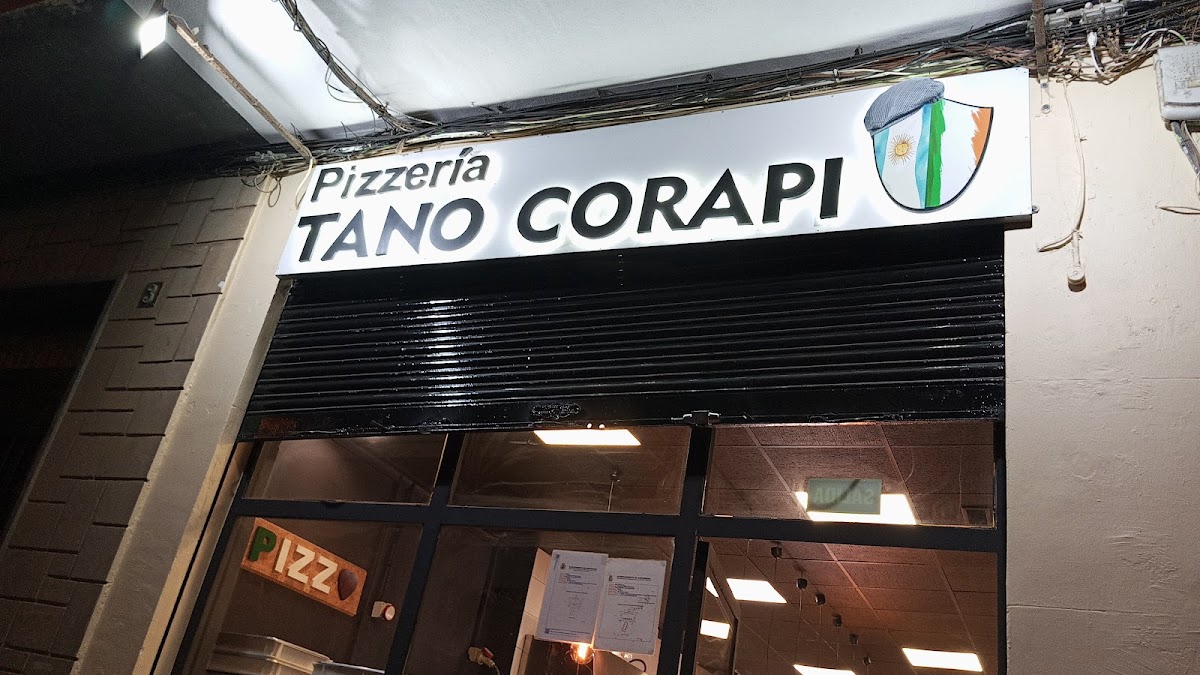 Pizzería
TANO CORAPI
3
SALIDA
PIZZ